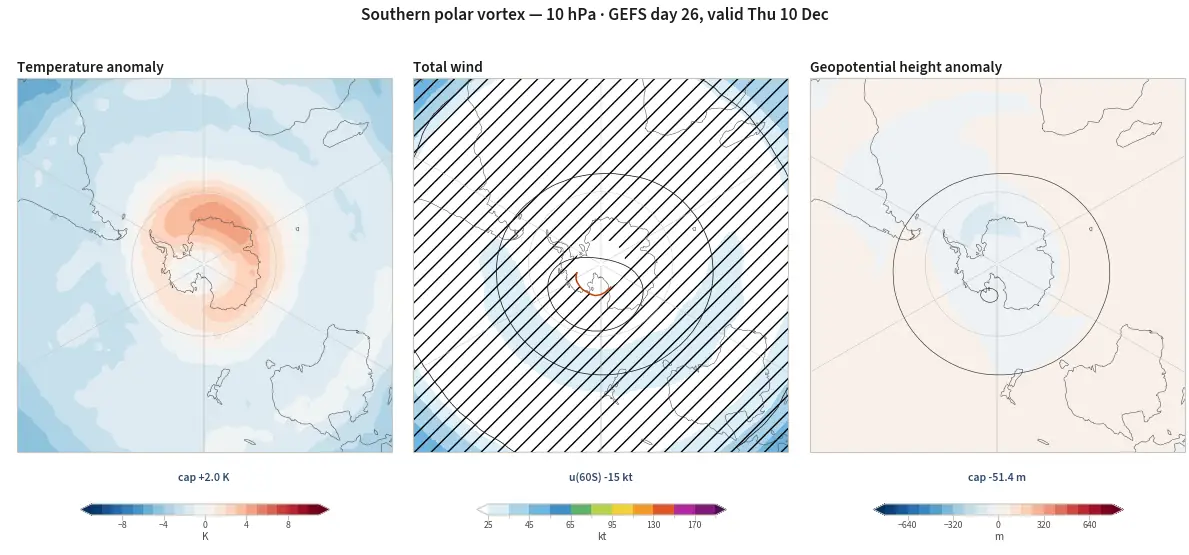 Southern polar vortex — 10 hPa · GEFS day 26, valid Thu 10 Dec
Temperature anomaly
Total wind
Geopotential height anomaly
cap +2.0 K
u(60S) -15 kt
cap -51.4 m
−8 −4 0 4 8
K
25 45 65 95 130 170
kt
−640 −320 0 320 640
m